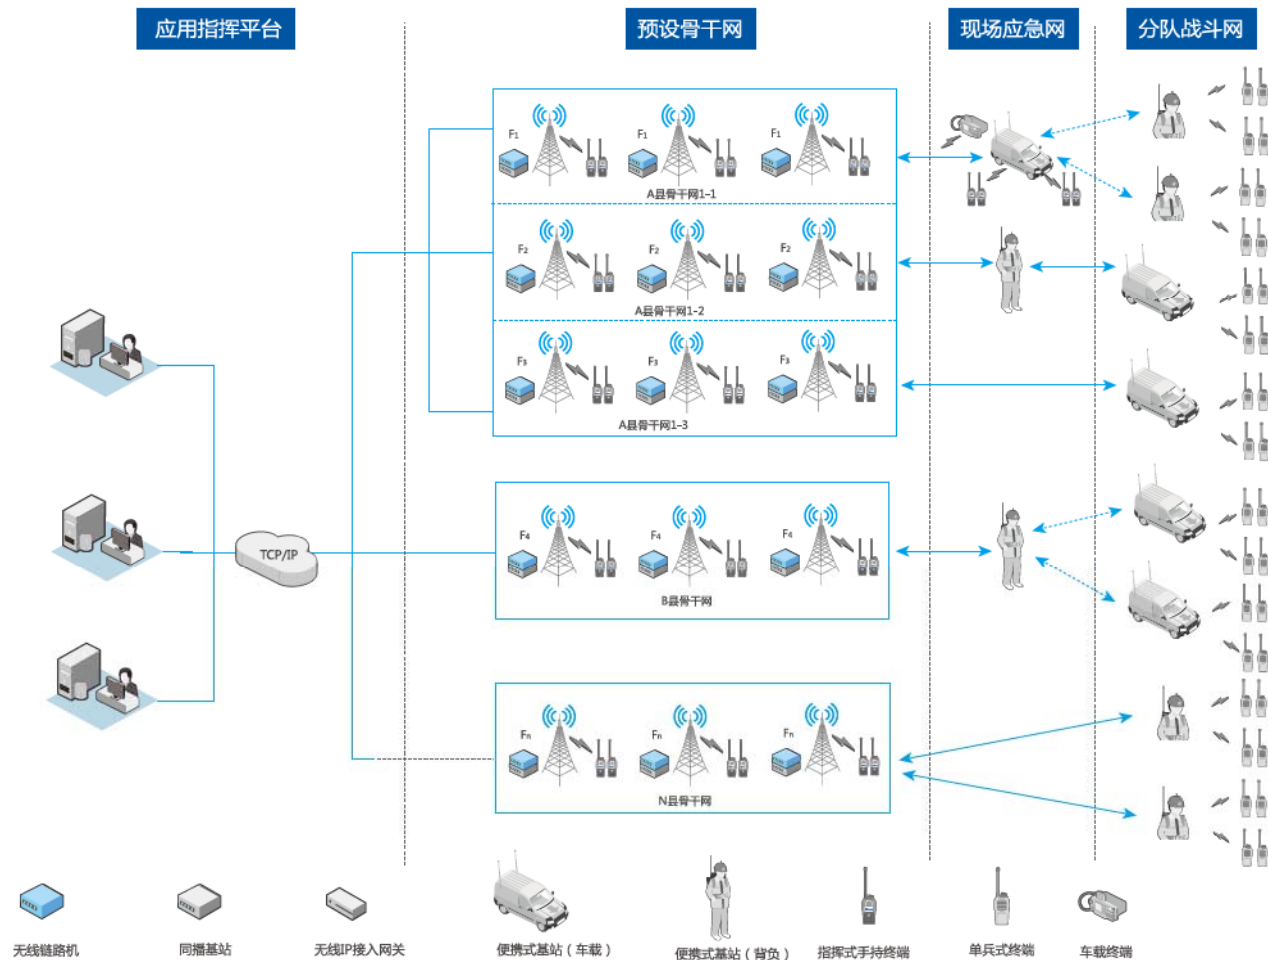 应用指挥平台
预设骨干网
现场应急网
分队战斗网
F1
F1
F1
A县骨干网1-1
F2
F2
F2
A县骨干网1-2
F3
F3
F3
A县骨干网1-3
TCP/IP
F4
F4
F4
B县骨干网
Fn
Fn
Fn
N县骨干网
无线链路机
同播基站
无线IP接入网关
便携式基站（车载）
便携式基站（背负）
指挥式手持终端
单兵式终端
车载终端